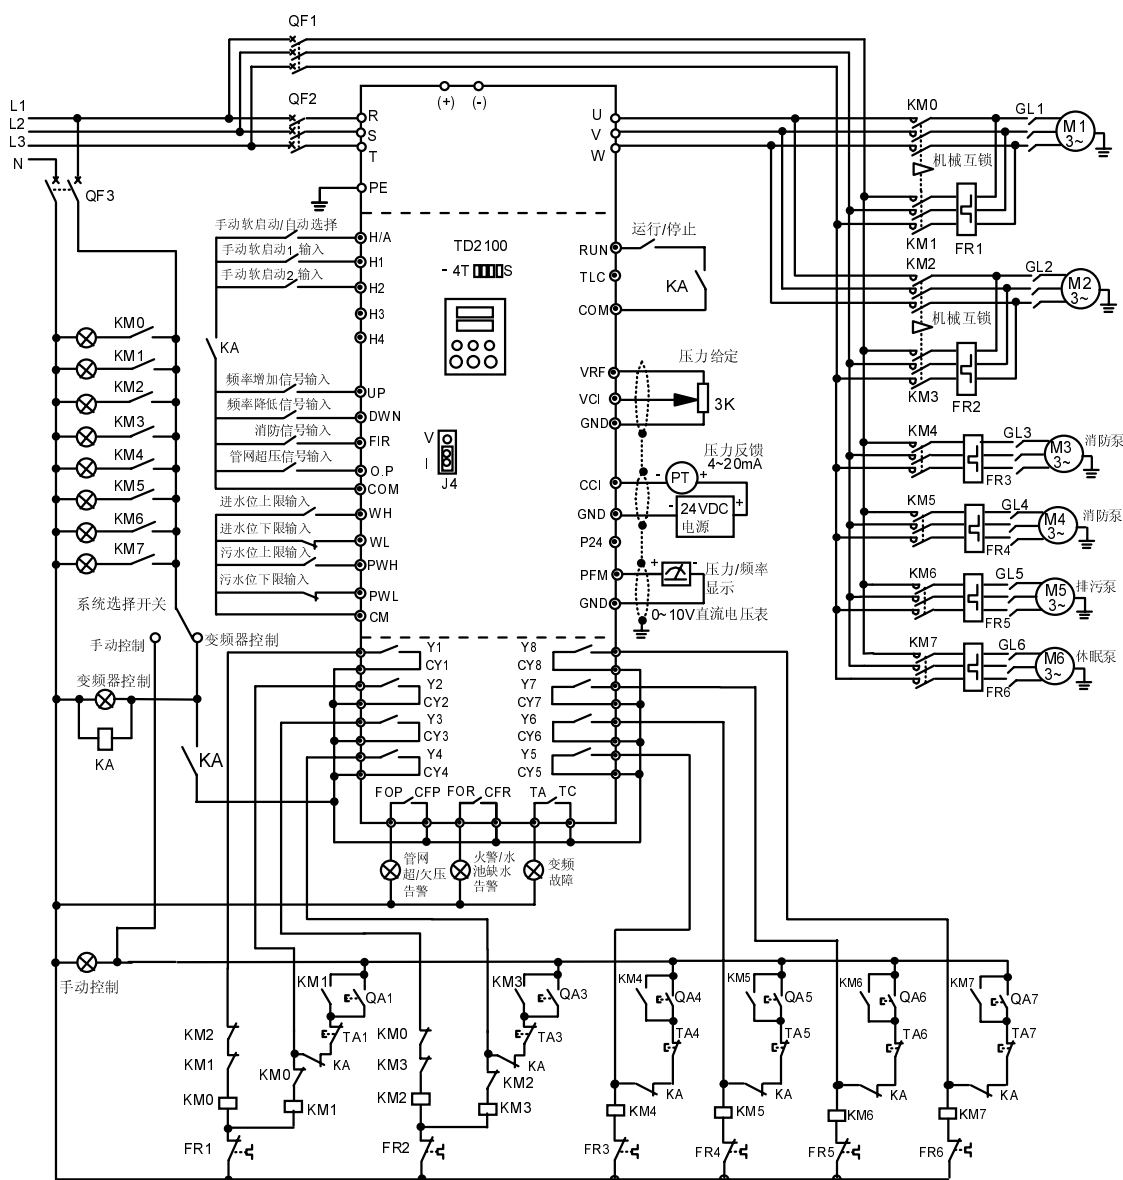 QF1
L1
L2
L3
N
QF2
QF3
(+) (-)
R
S
T
PE
U
V
W
KM0
GL1
M1
3~
机械互锁
KM1
FR1
手动软启动/自动选择
H/A
手动软启动1 输入
H1
手动软启动2 输入
H2
H3
H4
TD2100
- 4T S
运行/停止
RUN
TLC
COM
KA
KM2
GL2
M2
3~
机械互锁
KM3
FR2
KM0
KM1
KM2
KM3
KM4
KM5
KM6
KM7
KA
频率增加信号输入
UP
频率降低信号输入
DWN
消防信号输入
FIR
管网超压信号输入
O.P
COM
进水位上限输入
WH
进水位下限输入
WL
污水位上限输入
PWH
污水位下限输入
PWL
CM
V
I
J4
压力给定
VRF
VCI
GND
3K
压力反馈
4~20mA
CCI
- PT +
GND
- 24VDC +
电源
P24
PFM
+ -
压力/频率
显示
GND
0~10V直流电压表
KM4
GL3
M3
3~
消防泵
FR3
KM5
GL4
M4
3~
消防泵
FR4
KM6
GL5
M5
3~
排污泵
FR5
KM7
GL6
M6
3~
休眠泵
FR6
系统选择开关
手动控制
变频器控制
变频器控制
KA
KA
Y1
CY1
Y2
CY2
Y3
CY3
Y4
CY4
Y8
CY8
Y7
CY7
Y6
CY6
Y5
CY5
FOP CFP FOR CFR TA TC
管网
超/欠压
告警
火警/水
池缺水
告警
变频
故障
手动控制
KM2
KM1
KM0
FR1
KM1
QA1
TA1
KA
KM0
KM1
KM0
KM3
KM2
FR2
KM3
QA3
TA3
KA
KM2
KM3
KM4
QA4
TA4
KA
KM4
FR3
KM5
QA5
TA5
KA
KM5
FR4
KM6
QA6
TA6
KA
KM6
FR5
KM7
QA7
TA7
KA
KM7
FR6